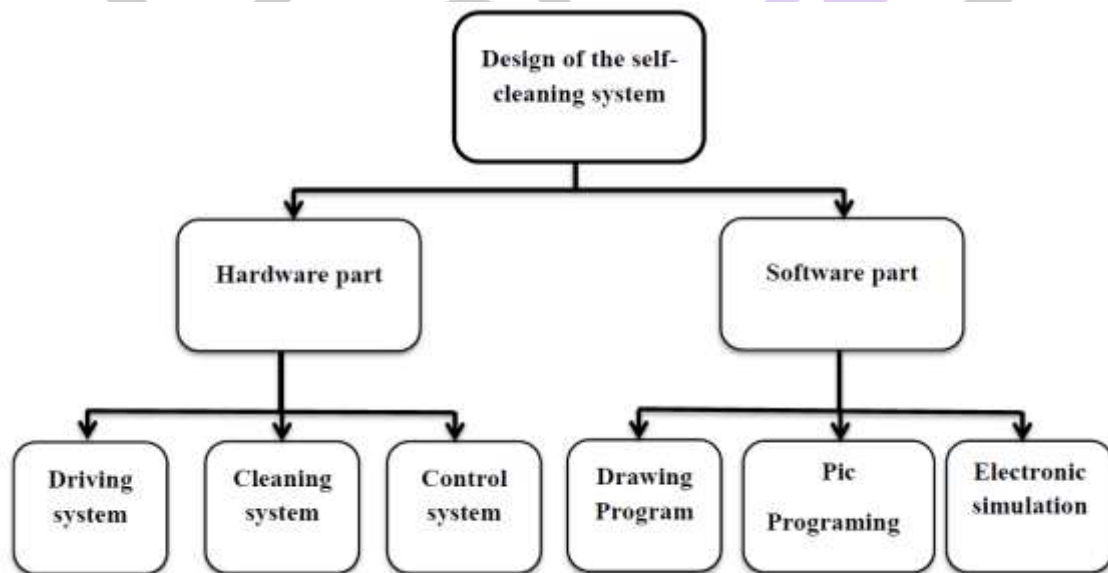 Design of the self-
cleaning system
Hardware part
Software part
Driving
system
Cleaning
system
Control
system
Drawing
Program
Pic
Programing
Electronic
simulation